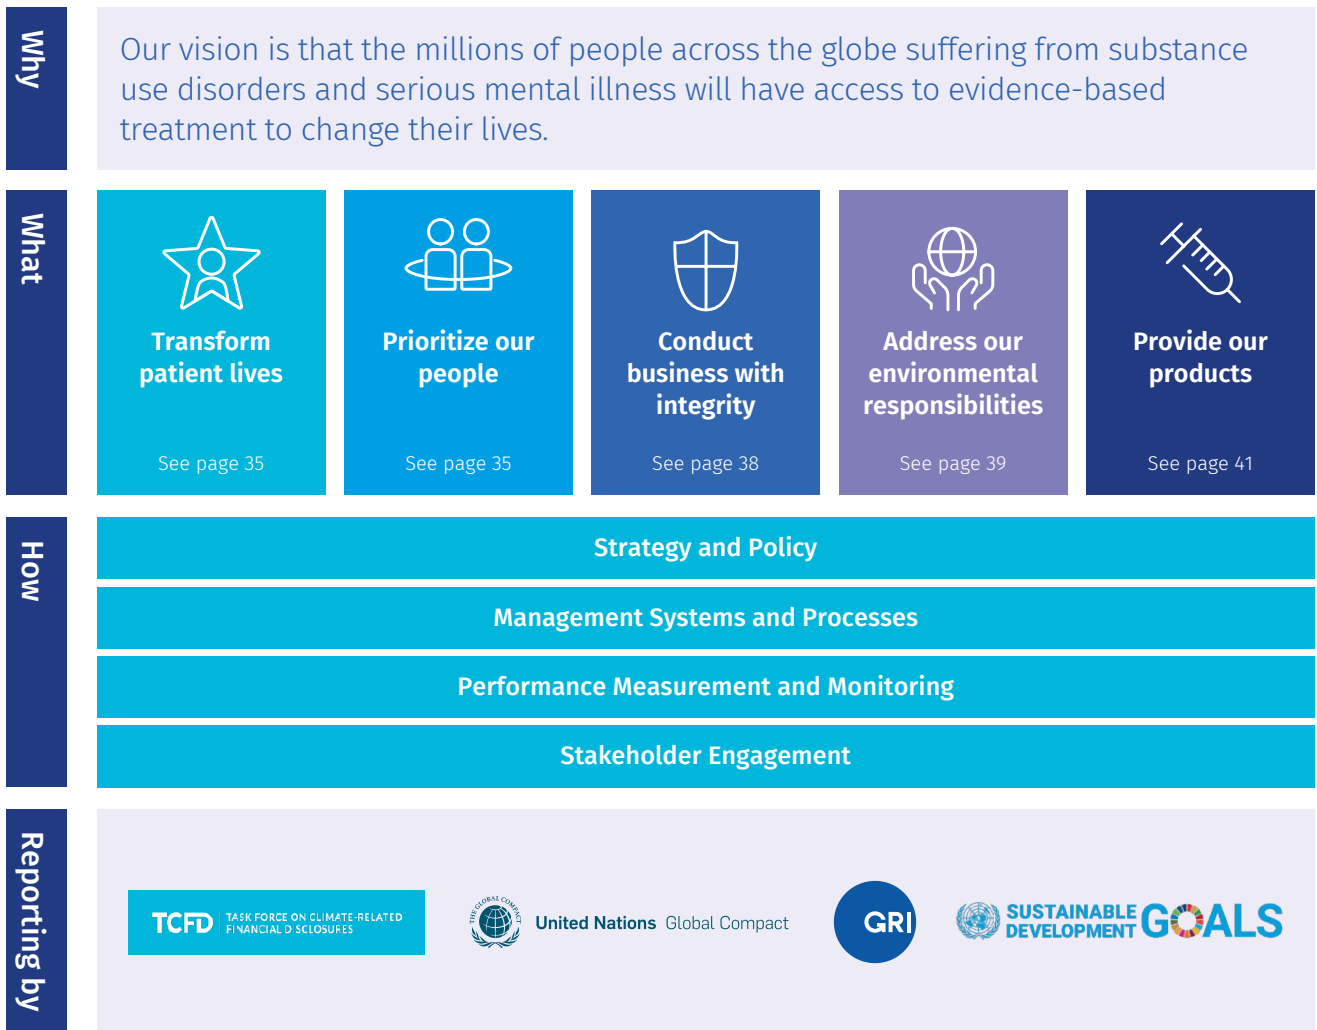 Why
Our vision is that the millions of people across the globe suffering from substance
use disorders and serious mental illness will have access to evidence-based
treatment to change their lives.
What
Transform
patient lives
See page 35
Prioritize our
people
See page 35
Conduct
business with
integrity
See page 38
Address our
environmental
responsibilities
See page 39
Provide our
products
See page 41
How
Strategy and Policy
Management Systems and Processes
Performance Measurement and Monitoring
Stakeholder Engagement
Reporting by
TCFD
TASK FORCE ON CLIMATE-RELATED
FINANCIAL DISCLOSURES
THE GLOBAL COMPACT
United Nations Global Compact
GRI
SUSTAINABLE
DEVELOPMENT
GOALS